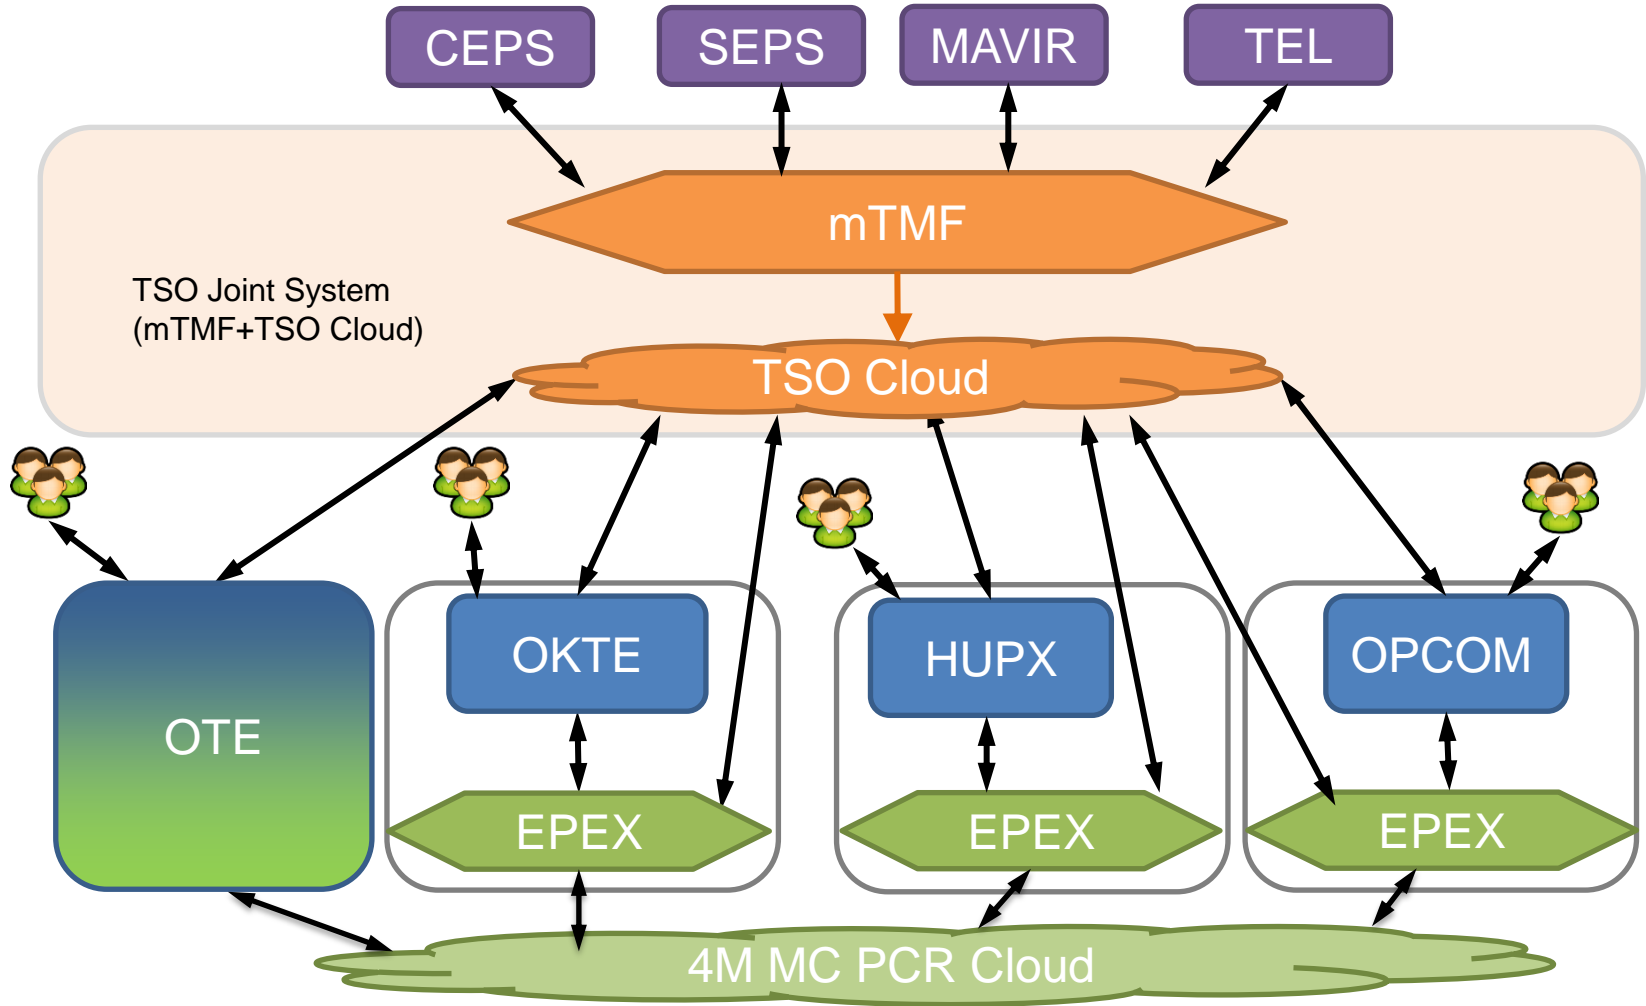 CEPS
SEPS
MAVIR
TEL
mTMF
TSO Joint System
(mTMF+TSO Cloud)
TSO Cloud
OTE
OKTE
HUPX
OPCOM
EPEX
EPEX
EPEX
4M MC PCR Cloud